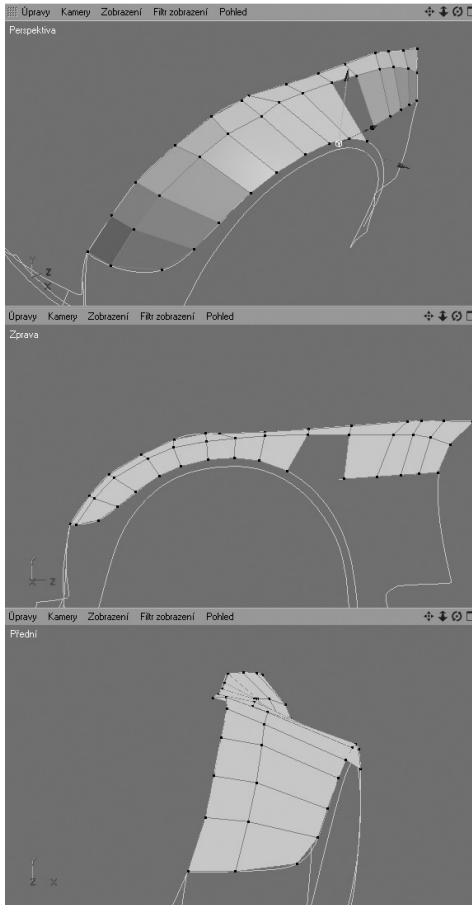 Úpravy Kamery Zobrazení Filtr zobrazení Pohled
Perspektiva
Y Z X
Úpravy Kamery Zobrazení Filtr zobrazení Pohled
Zprava
Y X Z
Úpravy Kamery Zobrazení Filtr zobrazení Pohled
Přední
Y Z X